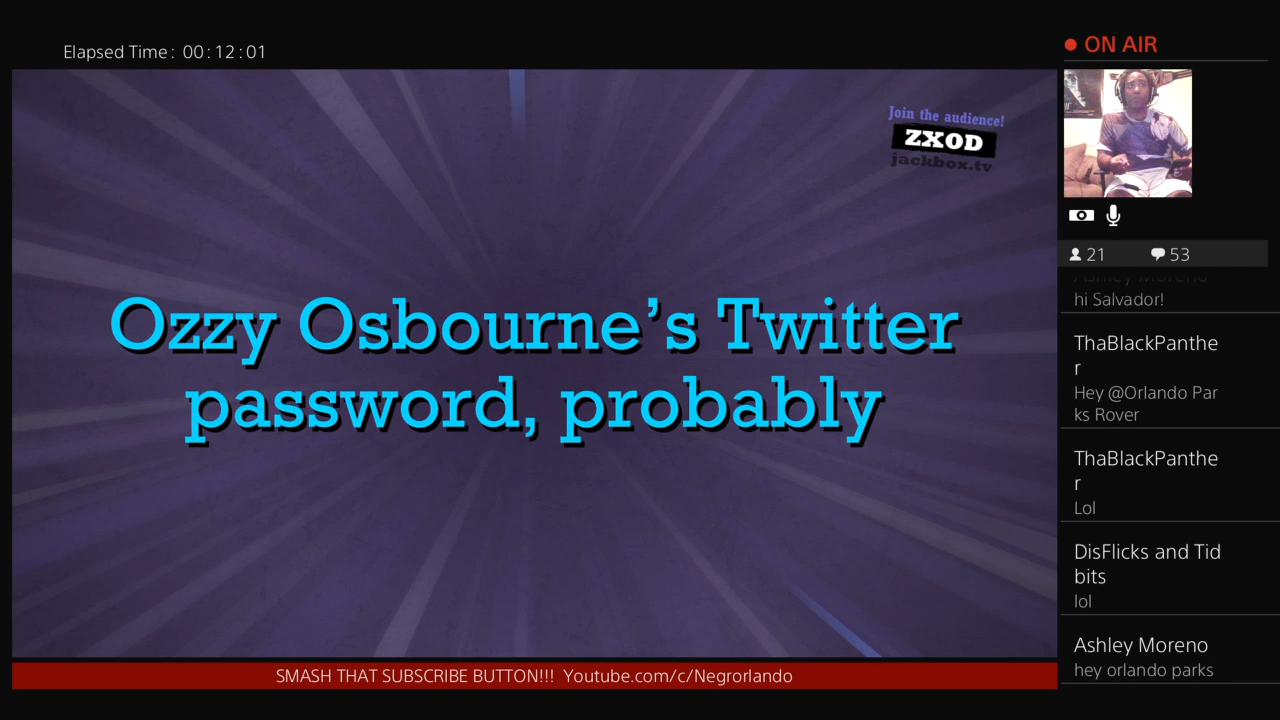 Elapsed Time: 00:12:01
ON AIR
Join the audience!
ZXOD
jackbox.tv
21
53
Ashley Moreno
hi Salvador!
Ozzy Osbourne’s Twitter
password, probably
ThaBlackPanthe
r
Hey @Orlando Par
ks Rover
ThaBlackPanthe
r
Lol
DisFlicks and Tid
bits
lol
Ashley Moreno
hey orlando parks
SMASH THAT SUBSCRIBE BUTTON!!! Youtube.com/c/Negrorlando